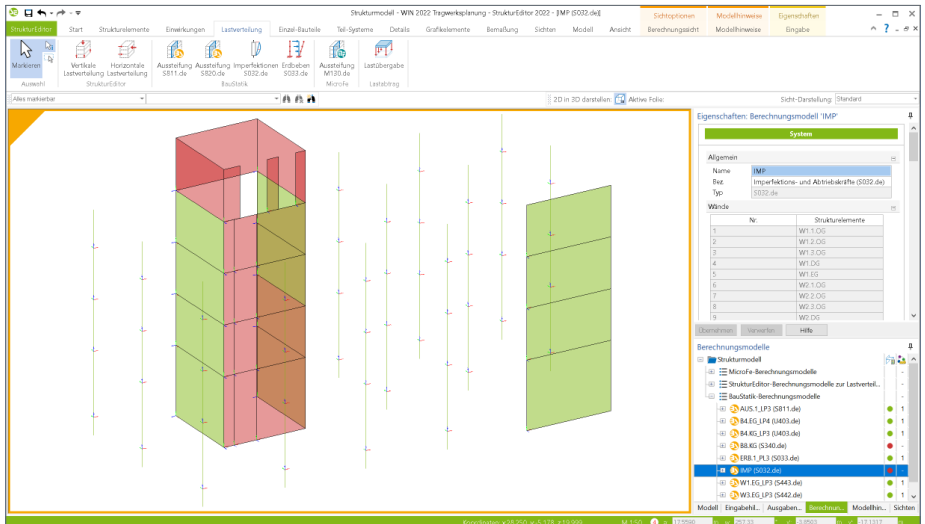 Strukturmodell - WIN 2022 Tragwerksplanung - StrukturEditor 2022 - [IMP (S032.de)]
Sichtoptionen Modellhinweise Eigenschaften
StrukturEditor Start Strukturelemente Einwirkungen Lastverteilung Einzel-Bauteile Teil-Systeme Details Grafikelemente Bemaßung Sichten Modell Ansicht Berechnungssicht Modellhinweise Eingabe
Markieren
Vertikale Lastverteilung
Horizontale Lastverteilung
Aussteifung S811.de
Aussteifung S820.de
Imperfektionen S032.de
Erdbeben S033.de
Aussteifung M130.de
Lastübergabe
Auswahl StrukturEditor BauStatik MicroFe Lastabtrag
Alles markierbar
2D in 3D darstellen: Aktive Folie:
Sicht-Darstellung: Standard
Eigenschaften: Berechnungsmodell 'IMP'
System
Allgemein
Name IMP
Bez. Imperfektions- und Abtriebskräfte (S032.de)
Typ S032.de
Wände
Nr. Strukturelemente
1 W1.1.OG
2 W1.2.OG
3 W1.3.OG
4 W1.DG
5 W1.EG
6 W2.1.OG
7 W2.2.OG
8 W2.3.OG
9 W2.DG
Übernehmen Verwerfen Hilfe
Berechnungsmodelle
Strukturmodell
MicroFe-Berechnungsmodelle -
StrukturEditor-Berechnungsmodelle zur Lastverteil... -
BauStatik-Berechnungsmodelle -
AUS.1_LP3 (S811.de) 1
B4.EG_LP4 (U403.de) 1
B4.KG_LP3 (U403.de) 1
B8.KG (S340.de) -
ERB.1_PL3 (S033.de) 1
IMP (S032.de) -
W1.EG_LP3 (S443.de) 1
W3.EG_LP3 (S442.de) 1
Modell Eingabehil... Ausgaben... Berechnun... Modellhin... Sichten
M 1:50